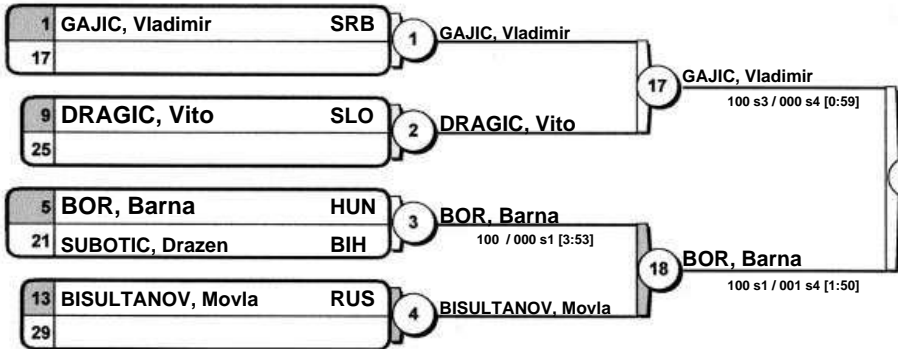 1 GAJIC, Vladimir SRB
17
1
GAJIC, Vladimir
9 DRAGIC, Vito SLO
25
2
DRAGIC, Vito
17
GAJIC, Vladimir
100 s3 / 000 s4 [0:59]
5 BOR, Barna HUN
21 SUBOTIC, Drazen BIH
3
BOR, Barna
100 / 000 s1 [3:53]
13 BISULTANOV, Movla RUS
29
4
BISULTANOV, Movla
18
BOR, Barna
100 s1 / 001 s4 [1:50]